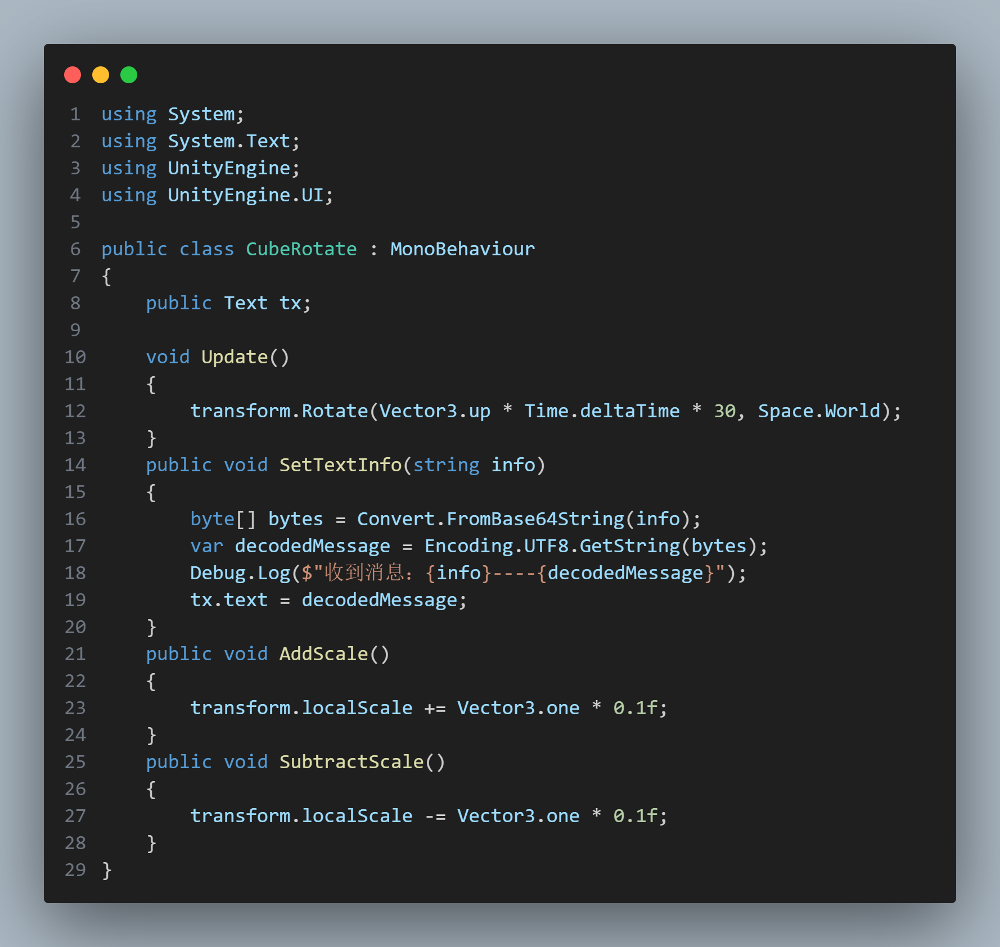 1 using System;
2 using System.Text;
3 using UnityEngine;
4 using UnityEngine.UI;
5
6 public class CubeRotate : MonoBehaviour
7 {
8     public Text tx;
9
10     void Update()
11     {
12         transform.Rotate(Vector3.up * Time.deltaTime * 30, Space.World);
13     }
14     public void SetTextInfo(string info)
15     {
16         byte[] bytes = Convert.FromBase64String(info);
17         var decodedMessage = Encoding.UTF8.GetString(bytes);
18         Debug.Log($"收到消息：{info}----{decodedMessage}");
19         tx.text = decodedMessage;
20     }
21     public void AddScale()
22     {
23         transform.localScale += Vector3.one * 0.1f;
24     }
25     public void SubtractScale()
26     {
27         transform.localScale -= Vector3.one * 0.1f;
28     }
29 }